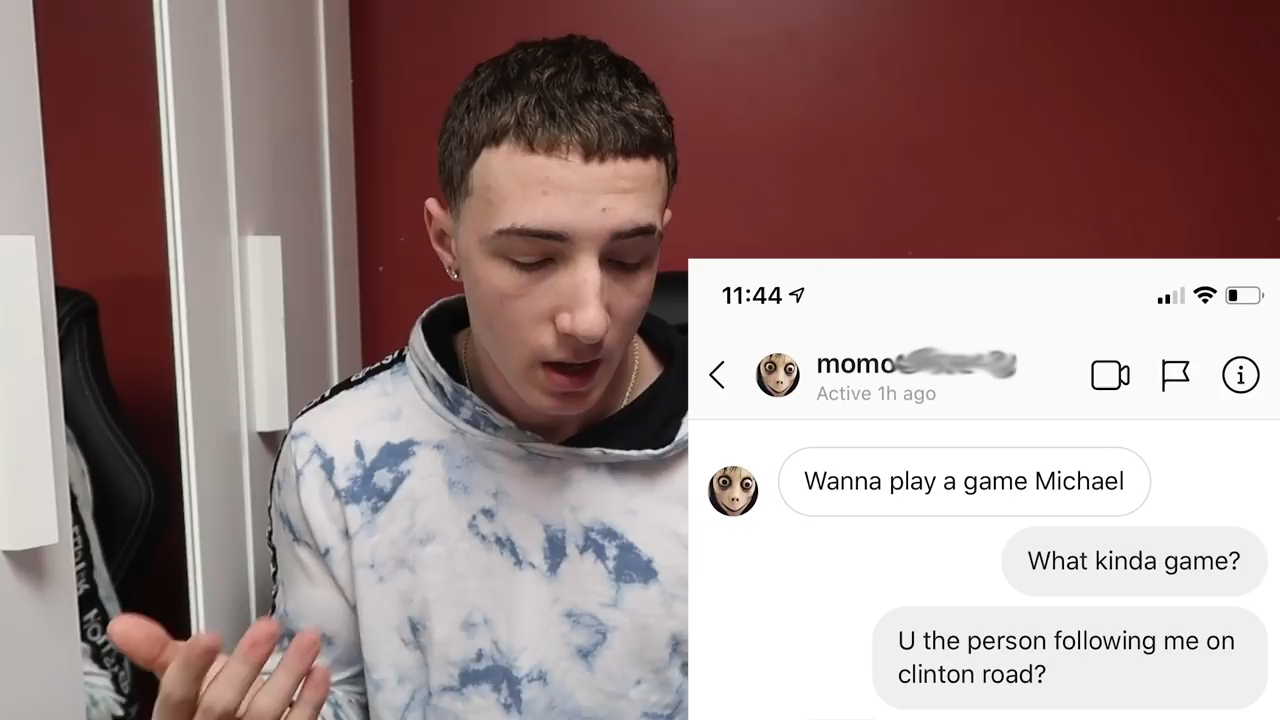 11:44
momo
Active 1h ago
Wanna play a game Michael
What kinda game?
U the person following me on
clinton road?